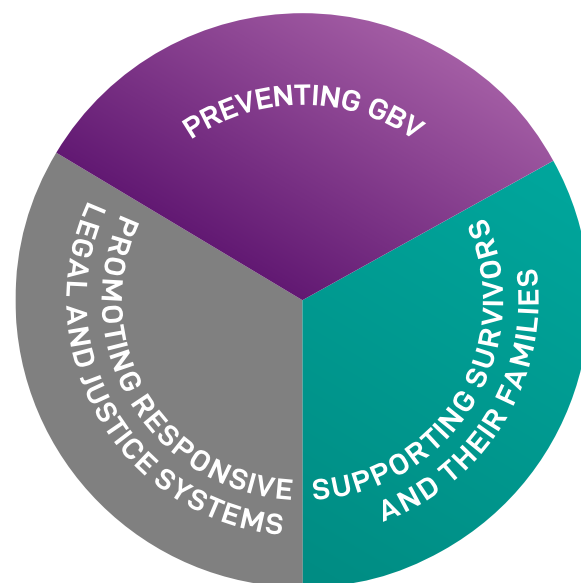 PREVENTING GBV
SUPPORTING SURVIVORS
AND THEIR FAMILIES
PROMOTING RESPONSIVE
LEGAL AND JUSTICE SYSTEMS